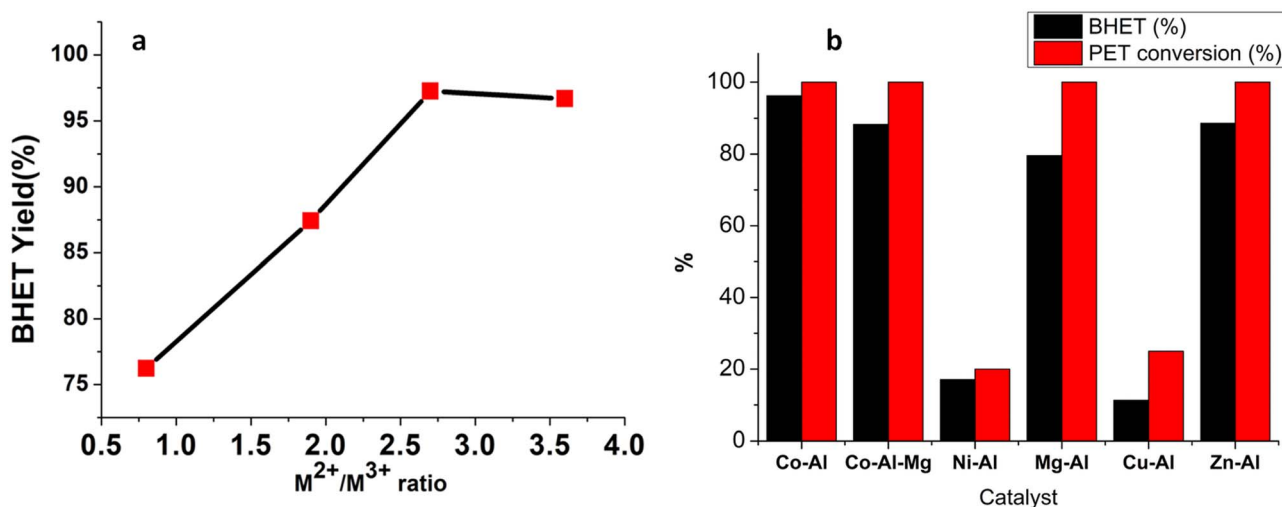 a
100
95
90
85
80
75
BHET Yield(%)
0.5 1.0 1.5 2.0 2.5 3.0 3.5 4.0
M2+/M3+ ratio
b
BHET (%)
PET conversion (%)
100
80
60
40
20
0
%
Co-Al Co-Al-Mg Ni-Al Mg-Al Cu-Al Zn-Al
Catalyst